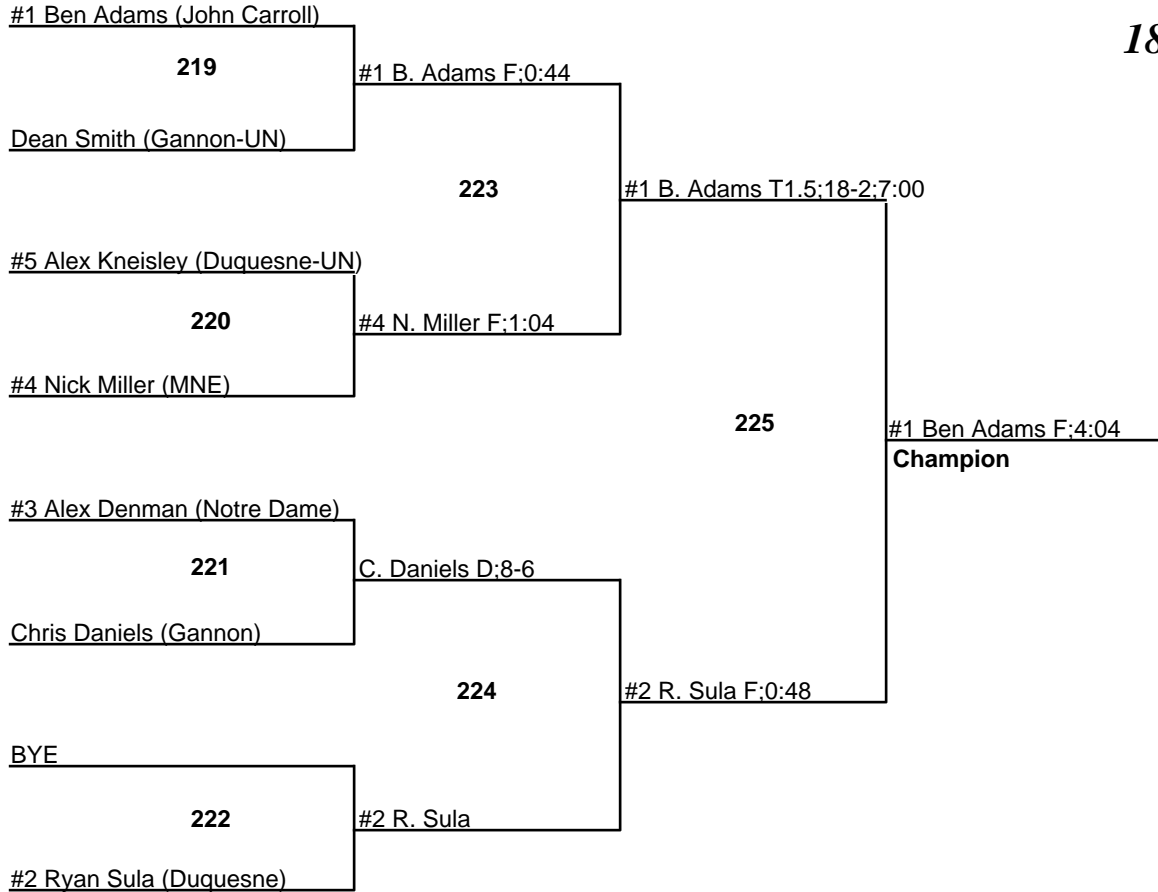 #1 Ben Adams (John Carroll)
18
219
#1 B. Adams F;0:44
Dean Smith (Gannon-UN)
223
#1 B. Adams T1.5;18-2;7:00
#5 Alex Kneisley (Duquesne-UN)
220
#4 N. Miller F;1:04
#4 Nick Miller (MNE)
225
#1 Ben Adams F;4:04
Champion
#3 Alex Denman (Notre Dame)
221
C. Daniels D;8-6
Chris Daniels (Gannon)
224
#2 R. Sula F;0:48
BYE
222
#2 R. Sula
#2 Ryan Sula (Duquesne)